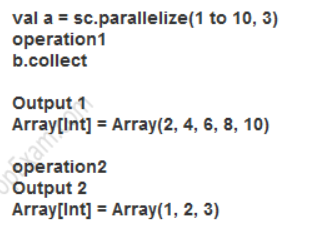 val a = sc.parallelize(1 to 10, 3)
operation1
b.collect
Output 1
Array[Int] = Array(2, 4, 6, 8, 10)
operation2
Output 2
Array[Int] = Array(1, 2, 3)